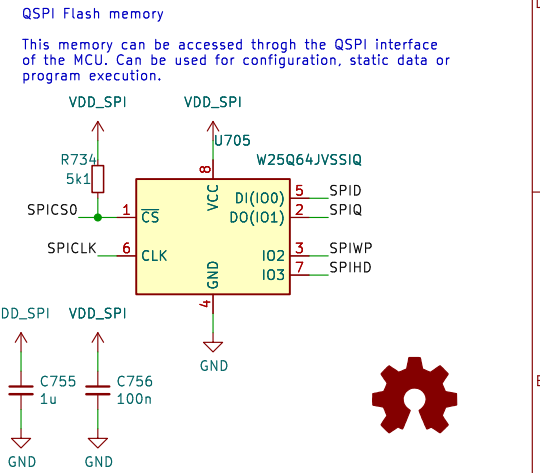 QSPI Flash memory
This memory can be accessed throgh the QSPI interface
of the MCU. Can be used for configuration, static data or
program execution.
VDD_SPI
VDD_SPI
U705
W25Q64JVSSIQ
R734
5k1
8
VCC
DI(IO0)
5
SPID
SPICS0
1
CS
DO(IO1)
2
SPIQ
SPICLK
6
CLK
IO2
3
SPIWP
IO3
7
SPIHD
GND
4
GND
DD_SPI
VDD_SPI
C755
1u
C756
100n
GND
GND